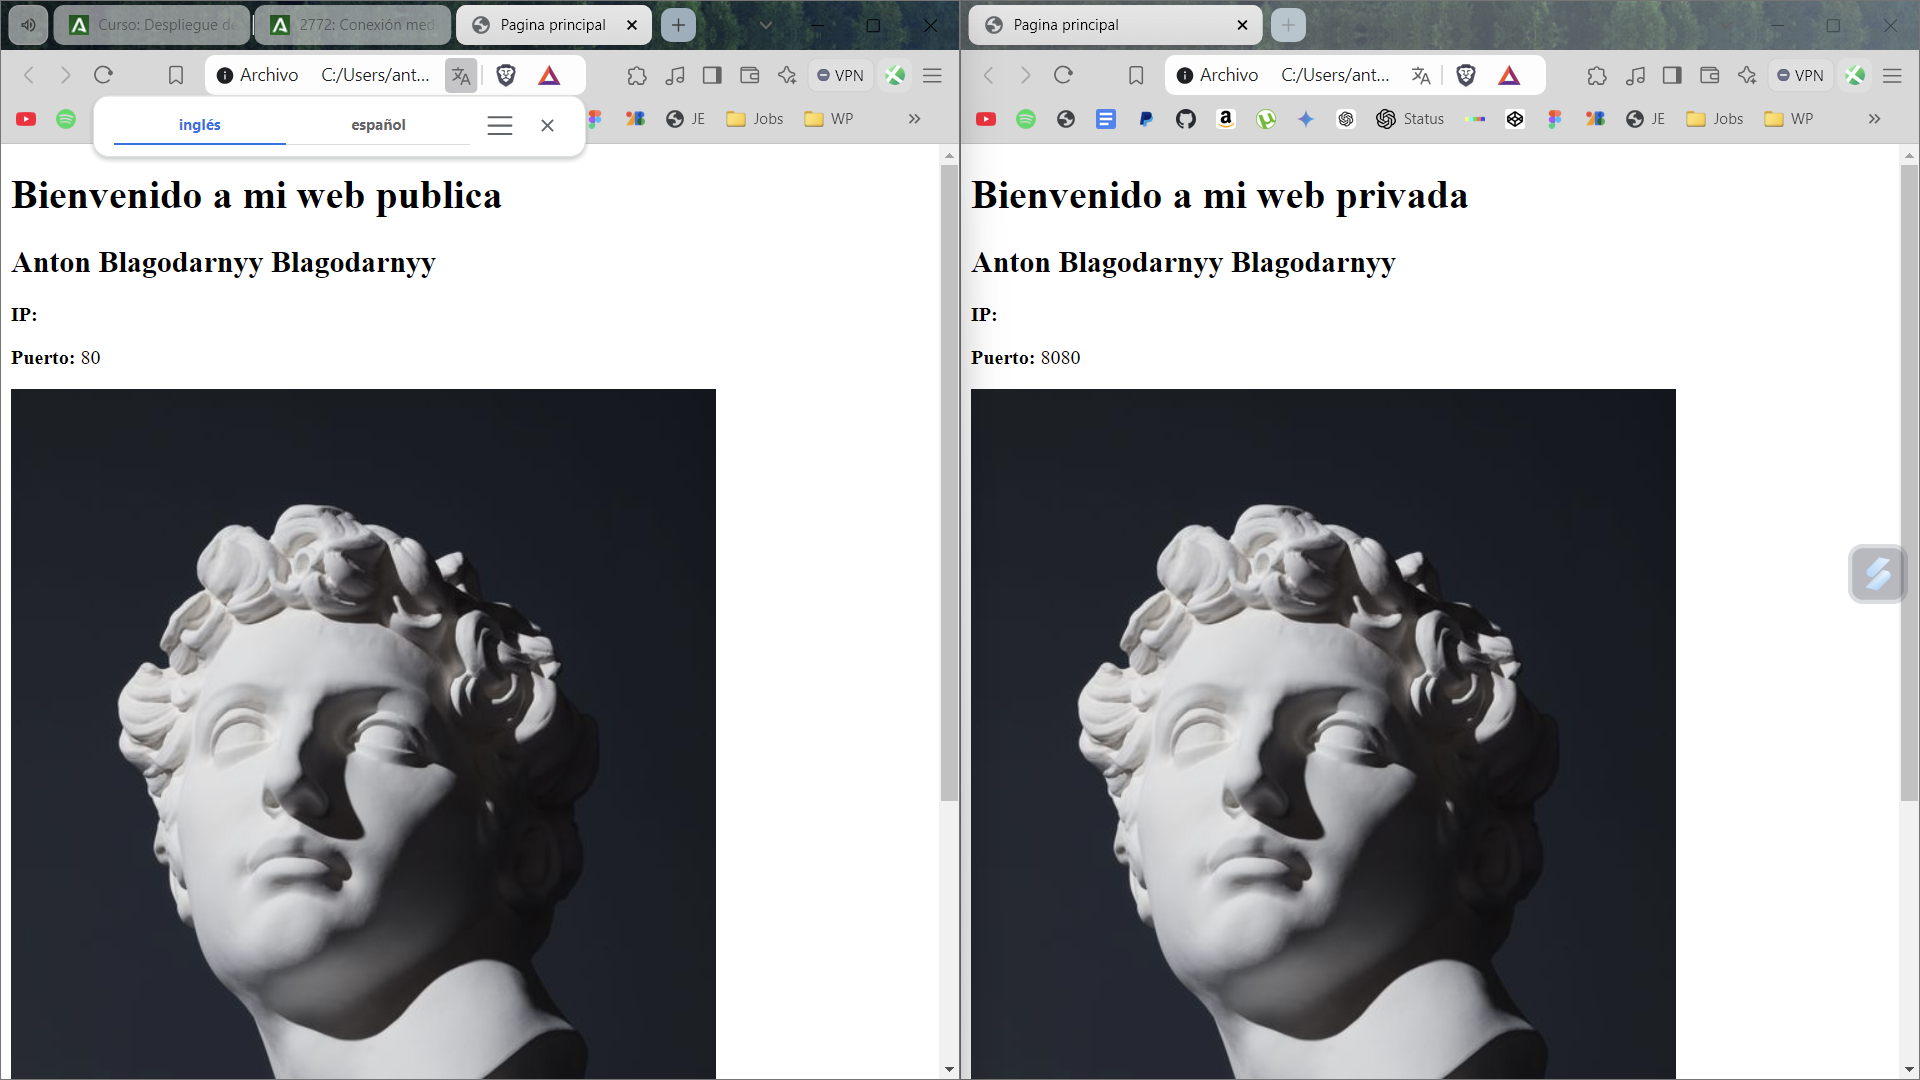 Curso: Despliegue de
2772: Conexión med
Pagina principal
Archivo
C:/Users/ant...
VPN
inglés
español
JE
Jobs
WP
Bienvenido a mi web publica
Anton Blagodarnyy Blagodarnyy
IP:
Puerto: 80
Pagina principal
Archivo
C:/Users/ant...
VPN
Status
JE
Jobs
WP
Bienvenido a mi web privada
Anton Blagodarnyy Blagodarnyy
IP:
Puerto: 8080